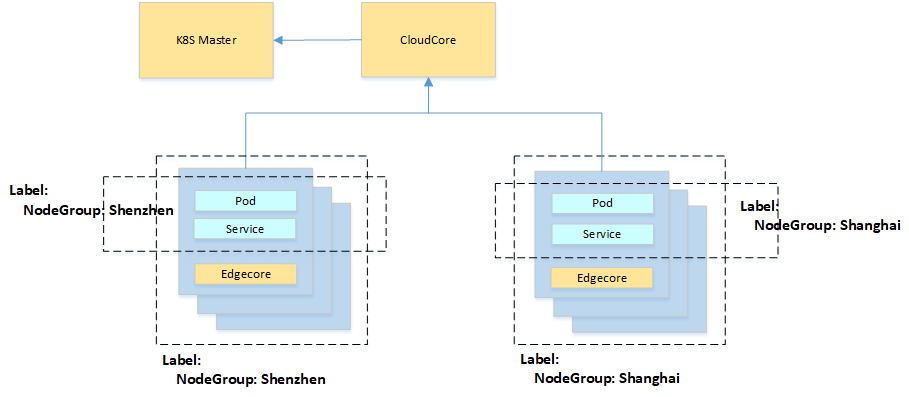 K8S Master
CloudCore
Label:
NodeGroup: Shenzhen
Pod
Service
Edgecore
Label:
NodeGroup: Shenzhen
Pod
Service
Edgecore
Label:
NodeGroup: Shanghai
Label:
NodeGroup: Shanghai